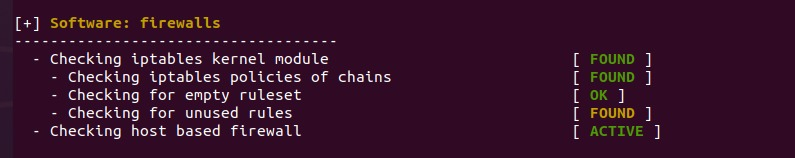 [+] Software: firewalls
------------------------------------
  - Checking iptables kernel module                           [ FOUND ]
    - Checking iptables policies of chains                    [ FOUND ]
    - Checking for empty ruleset                              [ OK ]
    - Checking for unused rules                               [ FOUND ]
  - Checking host based firewall                              [ ACTIVE ]